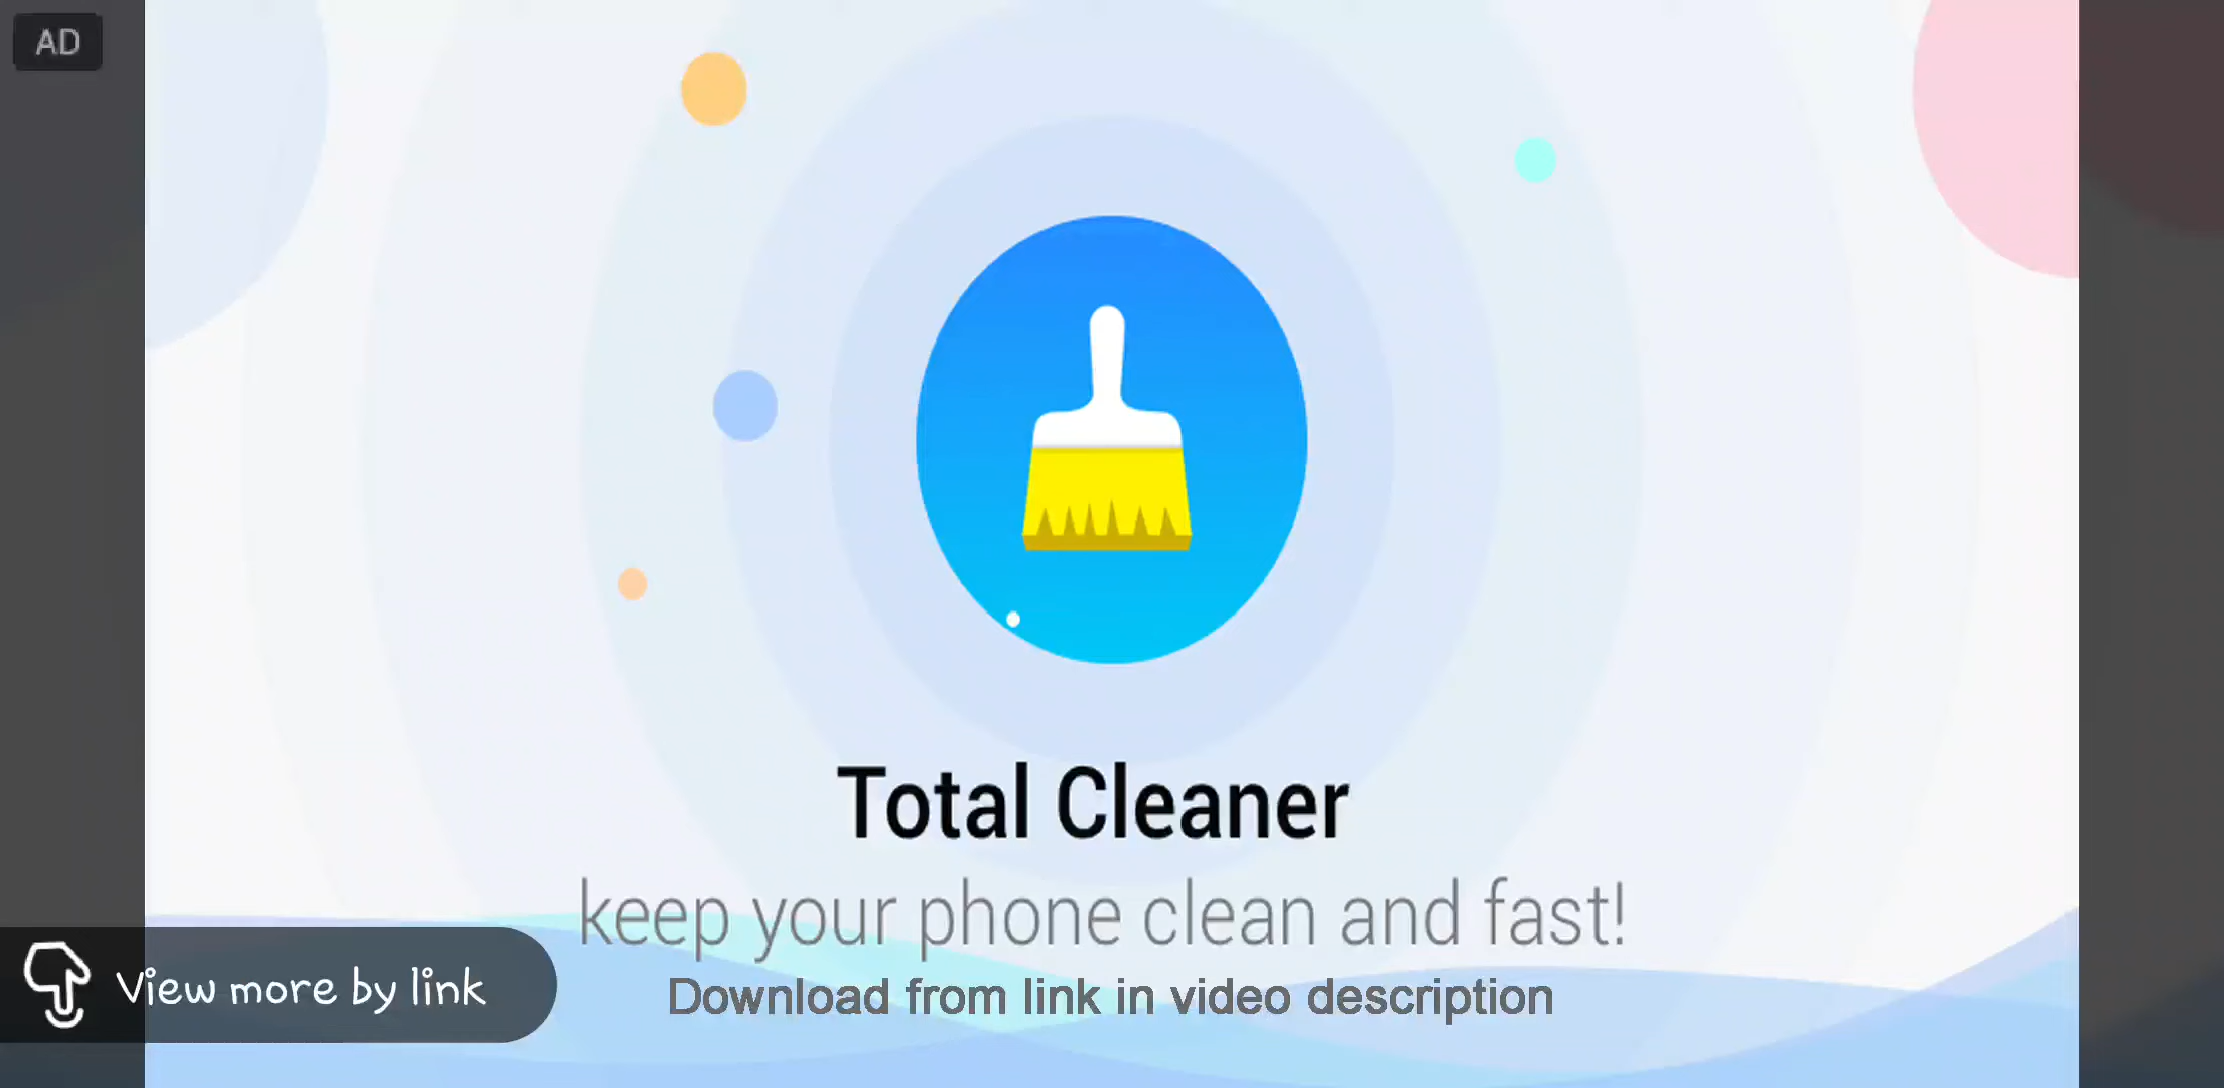 AD
Total Cleaner
keep your phone clean and fast!
View more by link
Download from link in video description